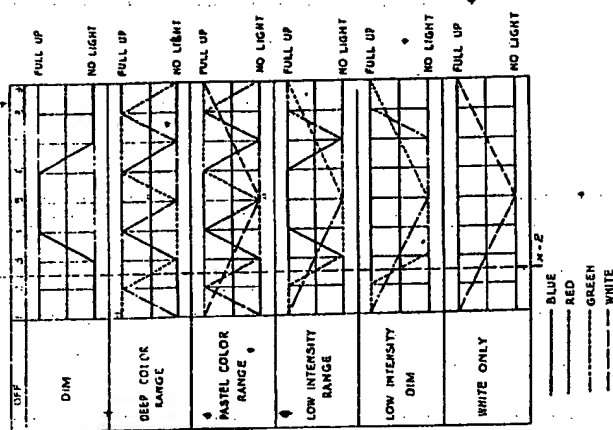 FULL UP
NO LIGHT
FULL UP
NO LIGHT
FULL UP
NO LIGHT
FULL UP
NO LIGHT
FULL UP
NO LIGHT
FULL UP
NO LIGHT
OFF
DIM
DEEP COLOR
RANGE
PASTEL COLOR
RANGE
LOW INTENSITY
RANGE
LOW INTENSITY
DIM
WHITE ONLY
X-2
BLUE
RED
GREEN
WHITE